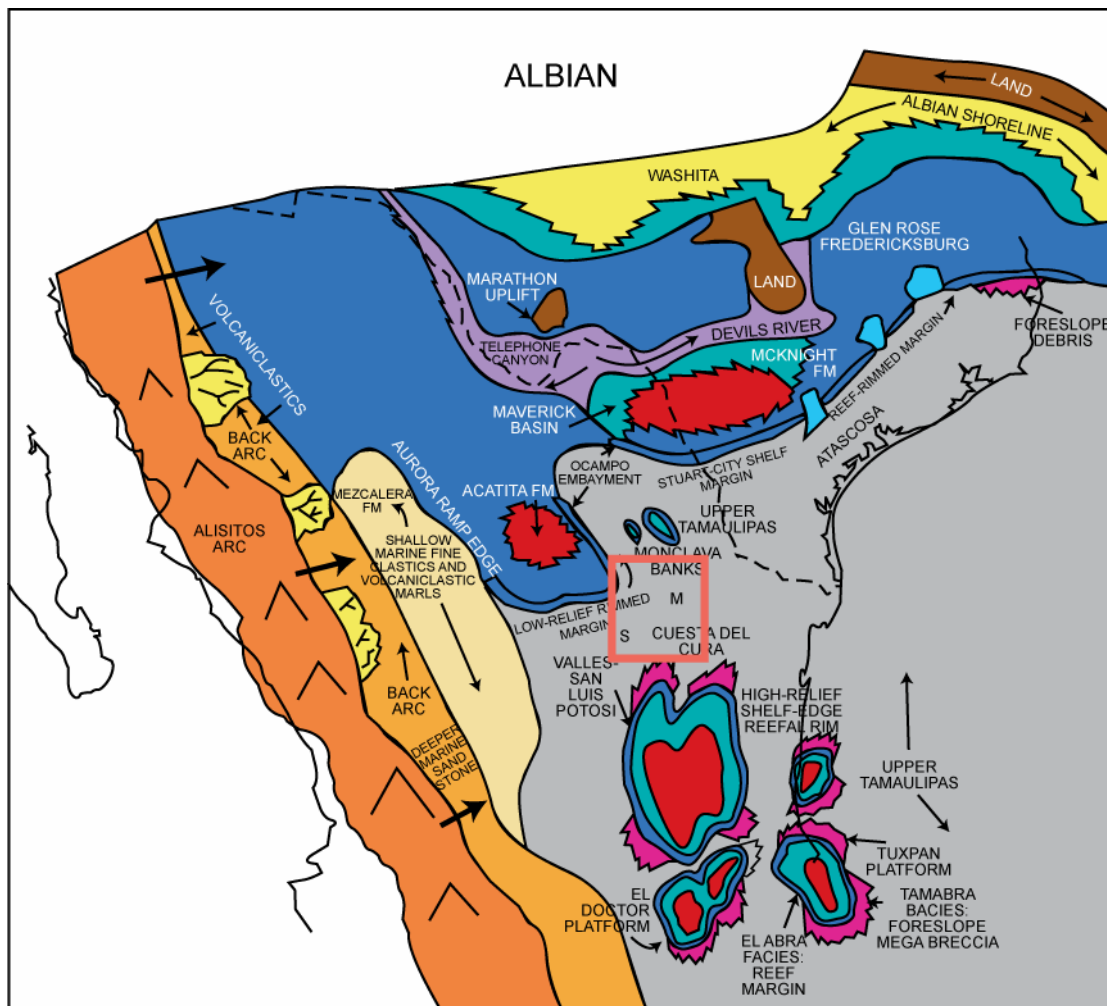 ALBIAN
LAND
ALBIAN SHORELINE
WASHITA
GLEN ROSE
FREDERICKSBURG
MARATHON
UPLIFT
LAND
VOLCANICLASTICS
TELEPHONE
CANYON
DEVILS RIVER
FORESLOPE
DEBRIS
MCKNIGHT
FM
REEF-RIMMED MARGIN
MAVERICK
BASIN
ATASCOSA
BACK
ARC
AURORA RAMP EDGE
OCAMPO
EMBAYMENT
STUART-CITY SHELF
MARGIN
MEZCALERA
FM
ACATITA FM
UPPER
TAMAULIPAS
ALISITOS
ARC
SHALLOW
MARINE FINE
CLASTICS AND
VOLCANICLASTIC
MARLS
MONCLAVA
BANKS
M
LOW-RELIEF RIMMED
MARGIN
S
CUESTA DEL
CURA
VALLES-
SAN
LUIS
POTOSI
BACK
ARC
HIGH-RELIEF
SHELF-EDGE
REEFAL RIM
DEEPER
MARINE
SAND
STONE
UPPER
TAMAULIPAS
TUXPAN
PLATFORM
EL
DOCTOR
PLATFORM
TAMABRA
BACIES:
FORESLOPE
MEGA BRECCIA
EL ABRA
FACIES:
REEF
MARGIN